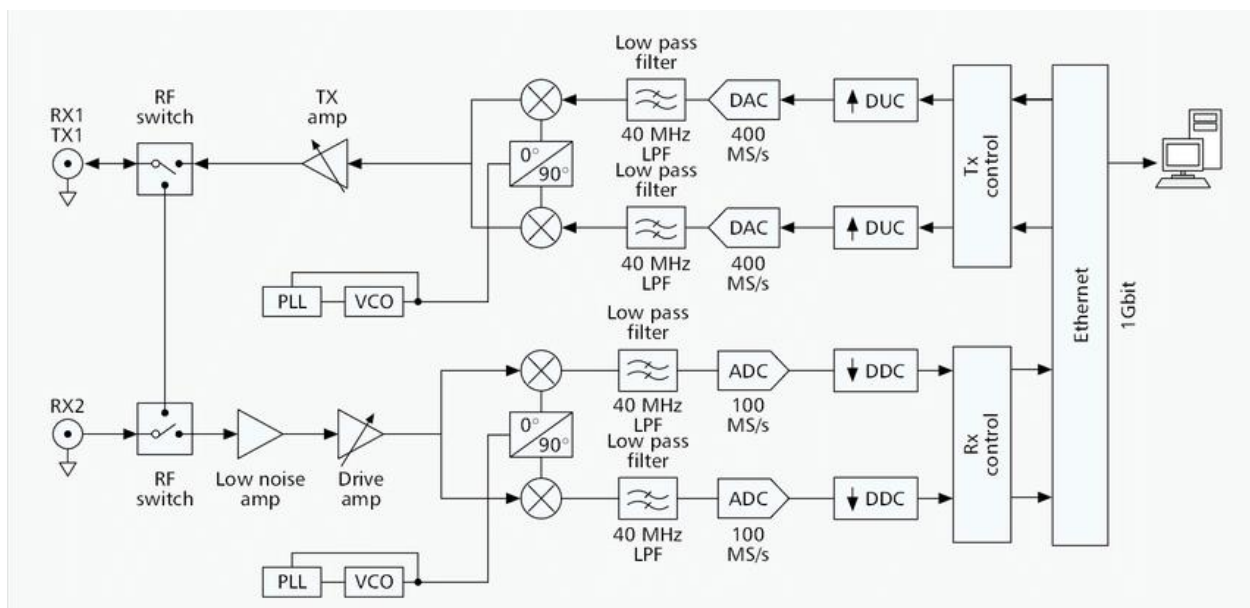 Low pass
filter
RF
switch
TX
amp
RX1
TX1
DAC
DUC
40 MHz
LPF
400
MS/s
0°
90°
Low pass
filter
Tx
control
DAC
DUC
40 MHz
LPF
400
MS/s
PLL
VCO
Ethernet
1Gbit
Low pass
filter
ADC
DDC
40 MHz
LPF
100
MS/s
RX2
0°
90°
Low pass
filter
Rx
control
RF
switch
Low noise
amp
Drive
amp
ADC
DDC
40 MHz
LPF
100
MS/s
PLL
VCO